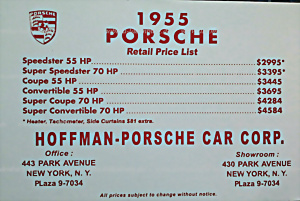 1955
PORSCHE
Retail Price List
Speedster 55 HP $2995*
Super Speedster 70 HP $3395*
Coupe 55 HP $3445
Convertible 55 HP $3695
Super Coupe 70 HP $4284
Super Convertible 70 HP $4584
* Heater, Tachometer, Side Curtains $81 extra.
HOFFMAN-PORSCHE CAR CORP.
Office :
443 PARK AVENUE
NEW YORK, N. Y.
Plaza 9-7034
Showroom :
430 PARK AVENUE
NEW YORK, N. Y.
Plaza 9-7034
All prices subject to change without notice.